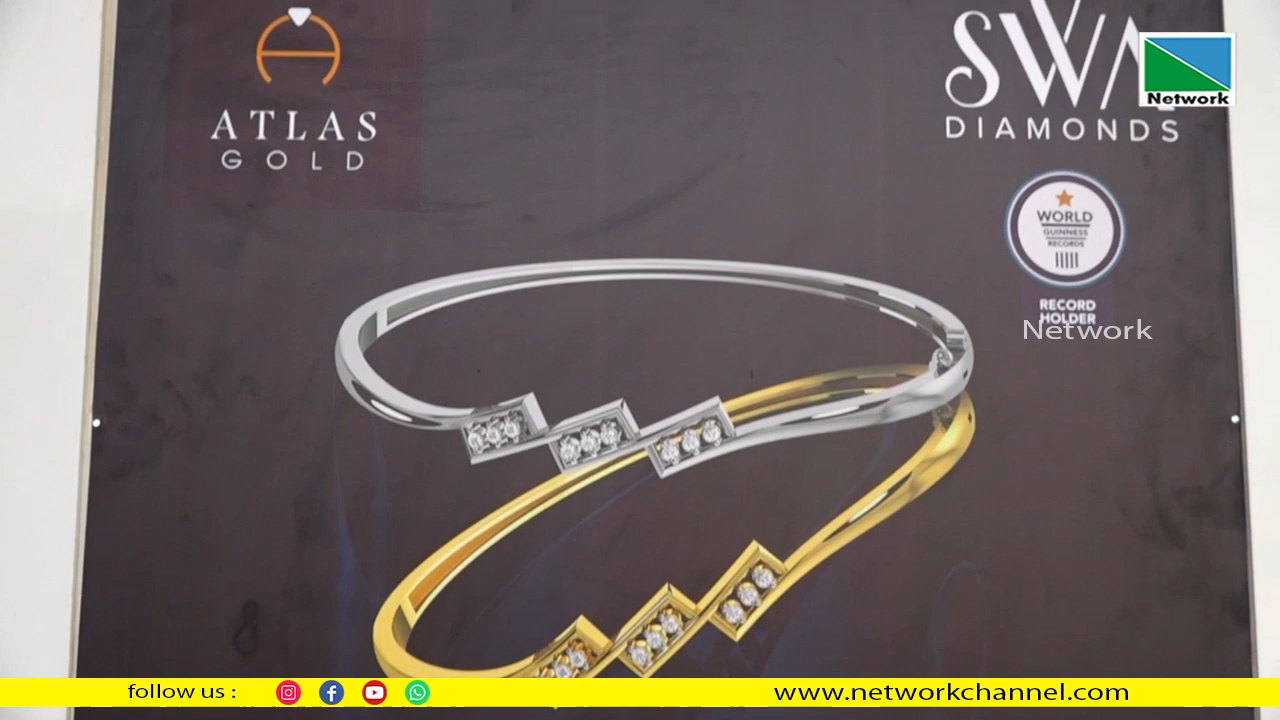 ATLAS
GOLD
SWA
DIAMONDS
Network
WORLD
GUINNESS
RECORDS
RECORD
HOLDER
Network
follow us :
www.networkchannel.com